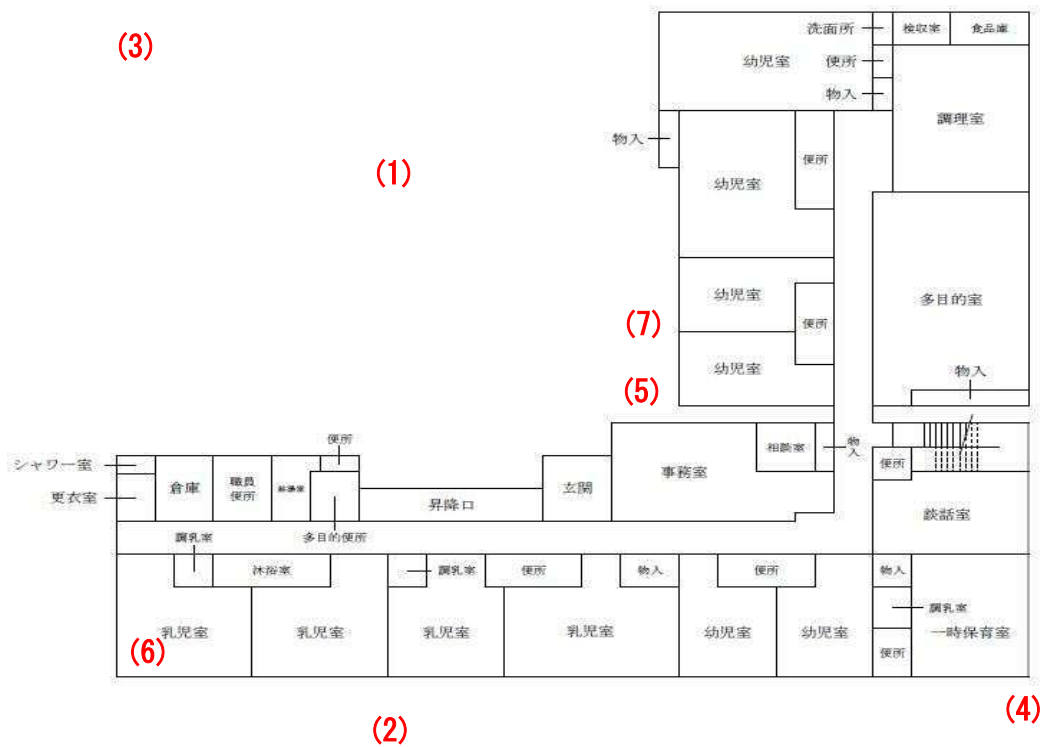 (3)
洗面所
検収室
食品庫
幼児室
便所
物入
調理室
物入
便所
(1)
幼児室
幼児室
多目的室
(7)
便所
幼児室
物入
(5)
便所
相談室
物入
シャワー室
便所
事務室
倉庫
職員
便所
玄関
更衣室
昇降口
談話室
調乳室
多目的便所
沐浴室
調乳室
便所
物入
便所
物入
調乳室
乳児室
乳児室
乳児室
乳児室
幼児室
幼児室
一時保育室
(6)
便所
(4)
(2)